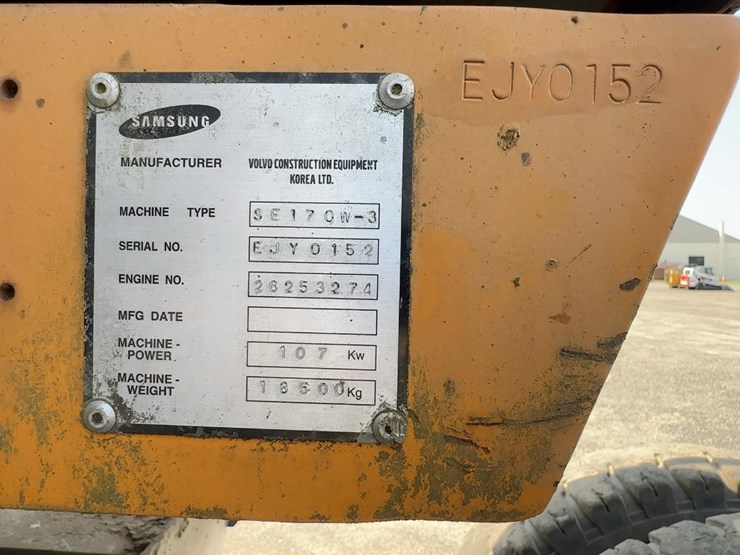 EJY0152
SAMSUNG
MANUFACTURER VOLVO CONSTRUCTION EQUIPMENT
KOREA LTD.
MACHINE TYPE SE170W-3
SERIAL NO. EJY0152
ENGINE NO. 26253274
MFG DATE
MACHINE-
POWER 107 Kw
MACHINE-
WEIGHT 16500 Kg